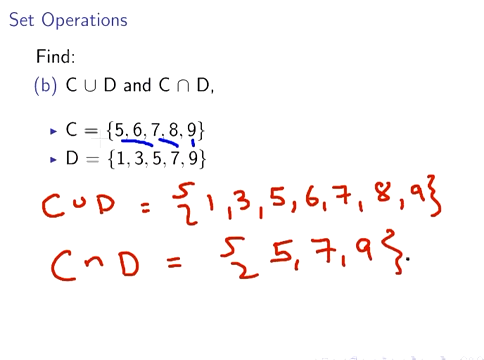 Set Operations
Find:
(b) C ∪ D and C ∩ D,
▸ C = {5, 6, 7, 8, 9}
▸ D = {1, 3, 5, 7, 9}
C ∪ D = {1, 3, 5, 6, 7, 8, 9}
C ∩ D = {5, 7, 9}.